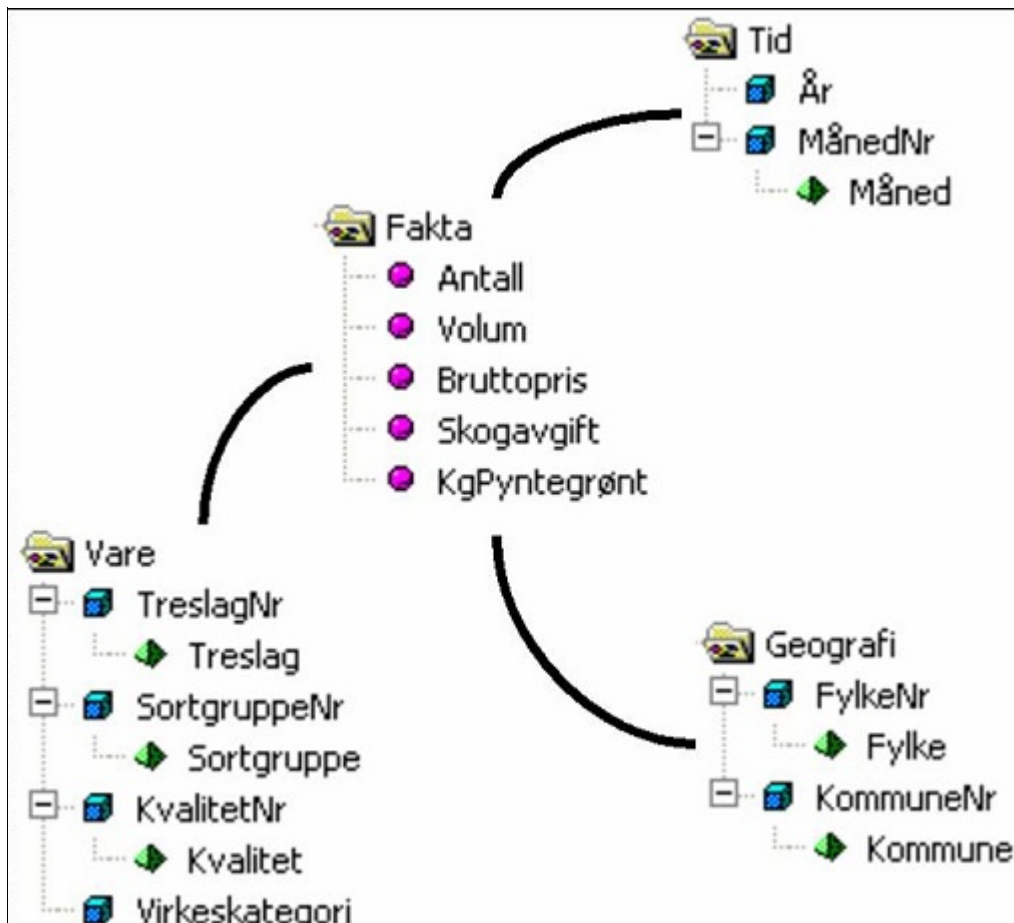 Tid
År
MånedNr
Måned
Fakta
Antall
Volum
Bruttopris
Skogavgift
KgPyntegrønt
Vare
TreslagNr
Treslag
SortgruppeNr
Sortgruppe
KvalitetNr
Kvalitet
Virkeskategori
Geografi
FylkeNr
Fylke
KommuneNr
Kommune